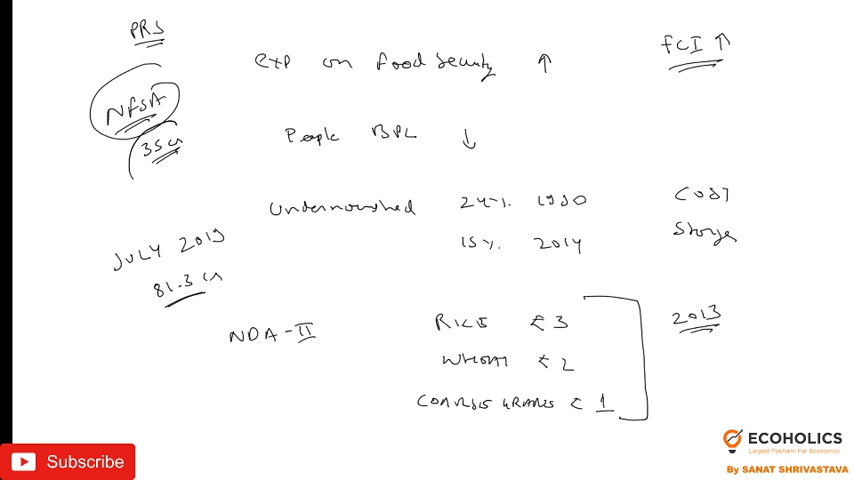 PRS
Exp on food security ↑
FCI ↑
NFSA
35 Cr
People BPL ↓
Undernourished 24% 1990
15% 2014
Cost
Storage
JULY 2019
81.3 Cr
NDA-II
RICE ₹ 3
WHEAT ₹ 2
COARSE GRAINS ₹ 1
2013
Subscribe
ECOHOLICS
Largest Platform For Economics
By SANAT SHRIVASTAVA